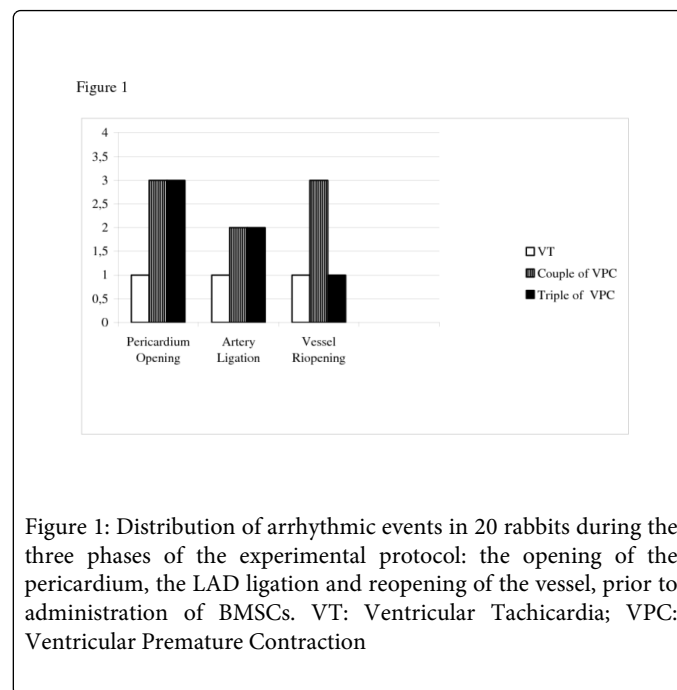 Figure 1
4
3,5
3
2,5
2
1,5
1
0,5
0
Pericardium
Opening
Artery
Ligation
Vessel
Riopening
VT
Couple of VPC
Triple of VPC
Figure 1: Distribution of arrhythmic events in 20 rabbits during the
three phases of the experimental protocol: the opening of the
pericardium, the LAD ligation and reopening of the vessel, prior to
administration of BMSCs. VT: Ventricular Tachicardia; VPC:
Ventricular Premature Contraction